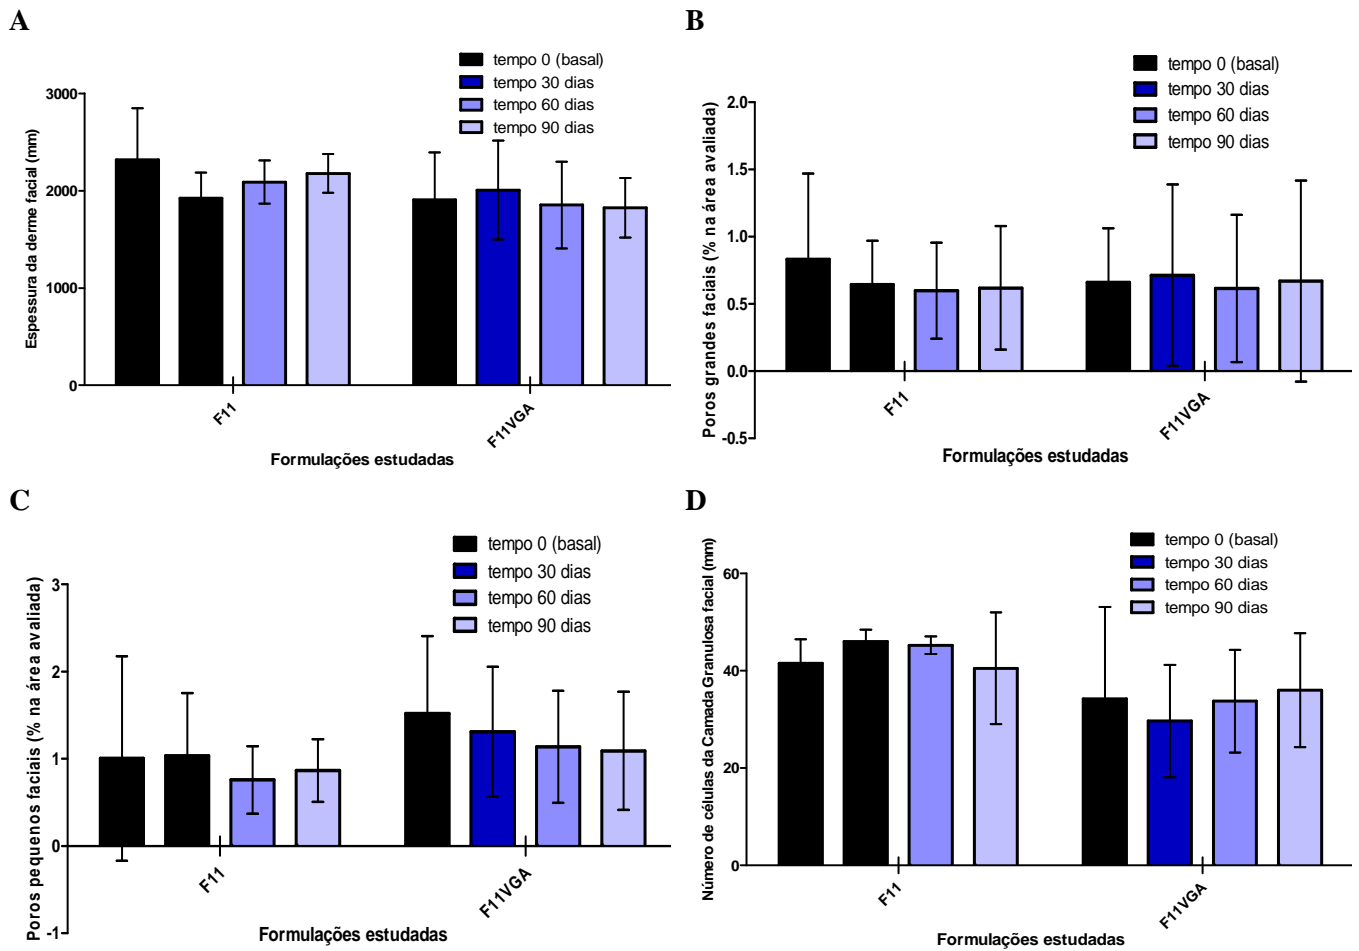 A
tempo 0 (basal)
tempo 30 dias
tempo 60 dias
tempo 90 dias
Espessura da derme facial (mm)
3000
2000
1000
0
F11
F11VGA
Formulações estudadas
B
tempo 0 (basal)
tempo 30 dias
tempo 60 dias
tempo 90 dias
Poros grandes faciais (% na área avaliada)
2.0
1.5
1.0
0.5
0.0
-0.5
F11
F11VGA
Formulações estudadas
C
tempo 0 (basal)
tempo 30 dias
tempo 60 dias
tempo 90 dias
Poros pequenos faciais (% na área avaliada)
3
2
1
0
-1
F11
F11VGA
Formulações estudadas
D
tempo 0 (basal)
tempo 30 dias
tempo 60 dias
tempo 90 dias
Número de células da Camada Granulosa facial (mm)
60
40
20
0
F11
F11VGA
Formulações estudadas